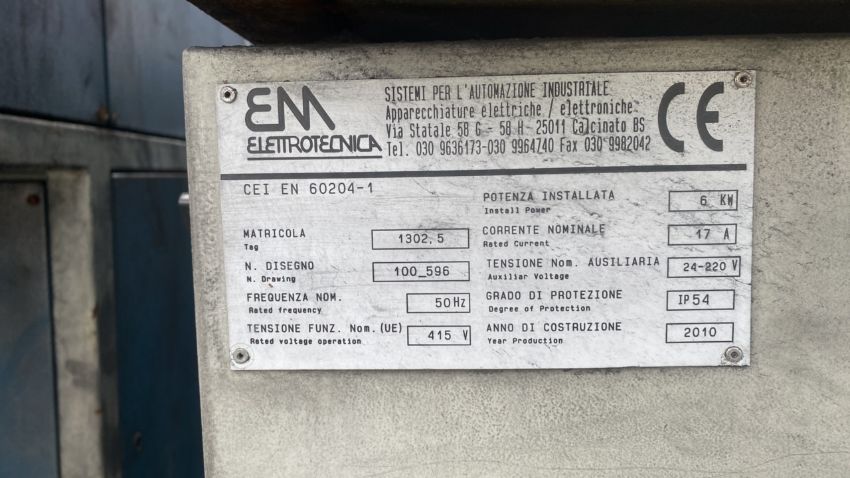 EM
ELETTROTECNICA
SISTEMI PER L'AUTOMAZIONE INDUSTRIALE
Apparecchiature elettriche / elettroniche
Via Statale 58 G - 58 H - 25011 Calcinato BS
Tel. 030 9636173-030 9964740 Fax 030 9982042
CE
CEI EN 60204-1
MATRICOLA 1302,5
Tag
N. DISEGNO 100_596
N. Drawing
FREQUENZA NOM. 50 Hz
Rated frequency
TENSIONE FUNZ. Nom. (UE) 415 V
Rated voltage operation
POTENZA INSTALLATA 6 KW
Install Power
CORRENTE NOMINALE 17 A
Rated Current
TENSIONE Nom. AUSILIARIA 24-220 V
Auxiliar Voltage
GRADO DI PROTEZIONE IP54
Degree of Protection
ANNO DI COSTRUZIONE 2010
Year Production